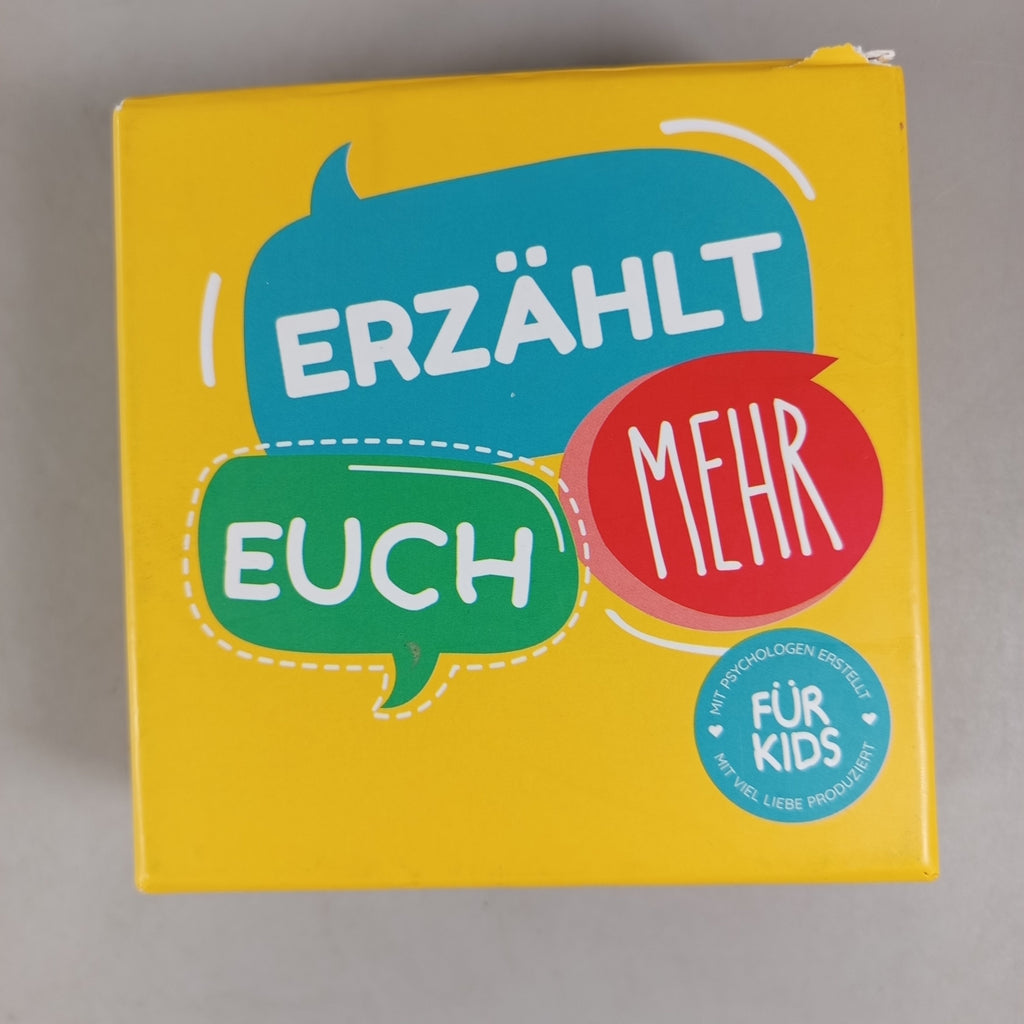 ERZÄHLT
EUCH
MEHR
MIT PSYCHOLOGEN ERSTELLT
FÜR
KIDS
MIT VIEL LIEBE PRODUZIERT